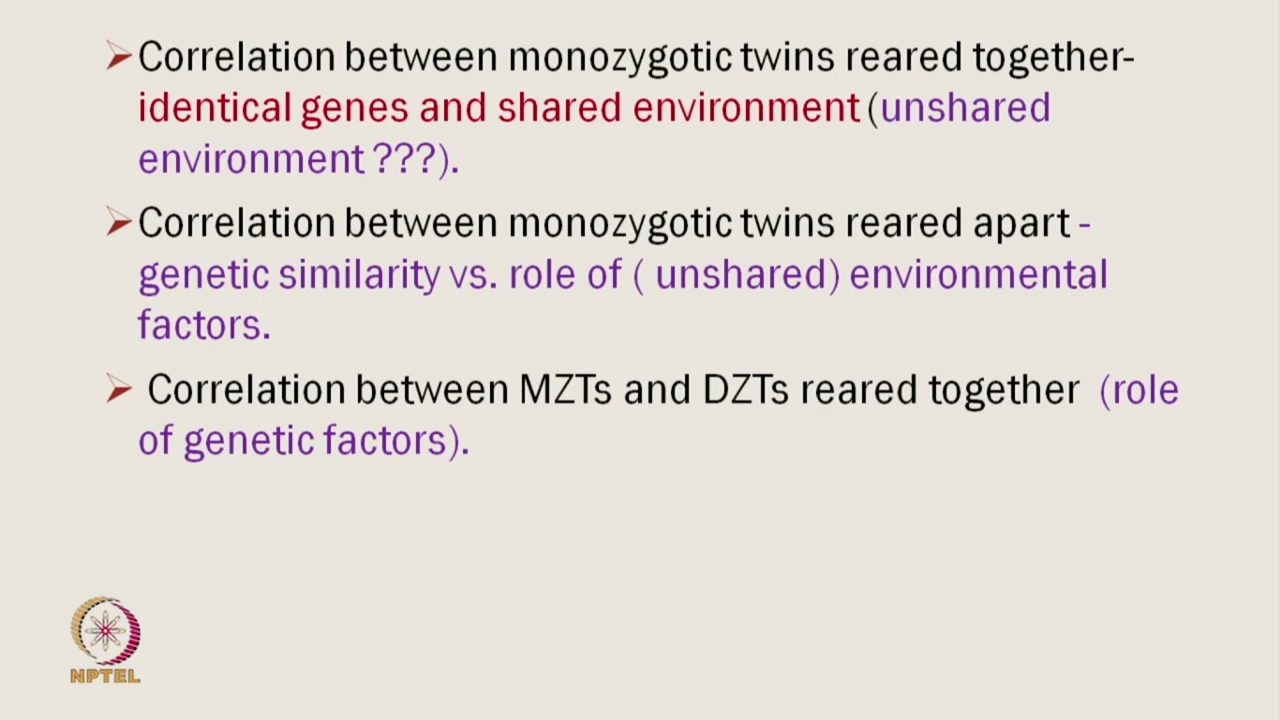 Correlation between monozygotic twins reared together-
identical genes and shared environment (unshared
environment ???).
Correlation between monozygotic twins reared apart -
genetic similarity vs. role of ( unshared) environmental
factors.
Correlation between MZTs and DZTs reared together (role
of genetic factors).
NPTEL